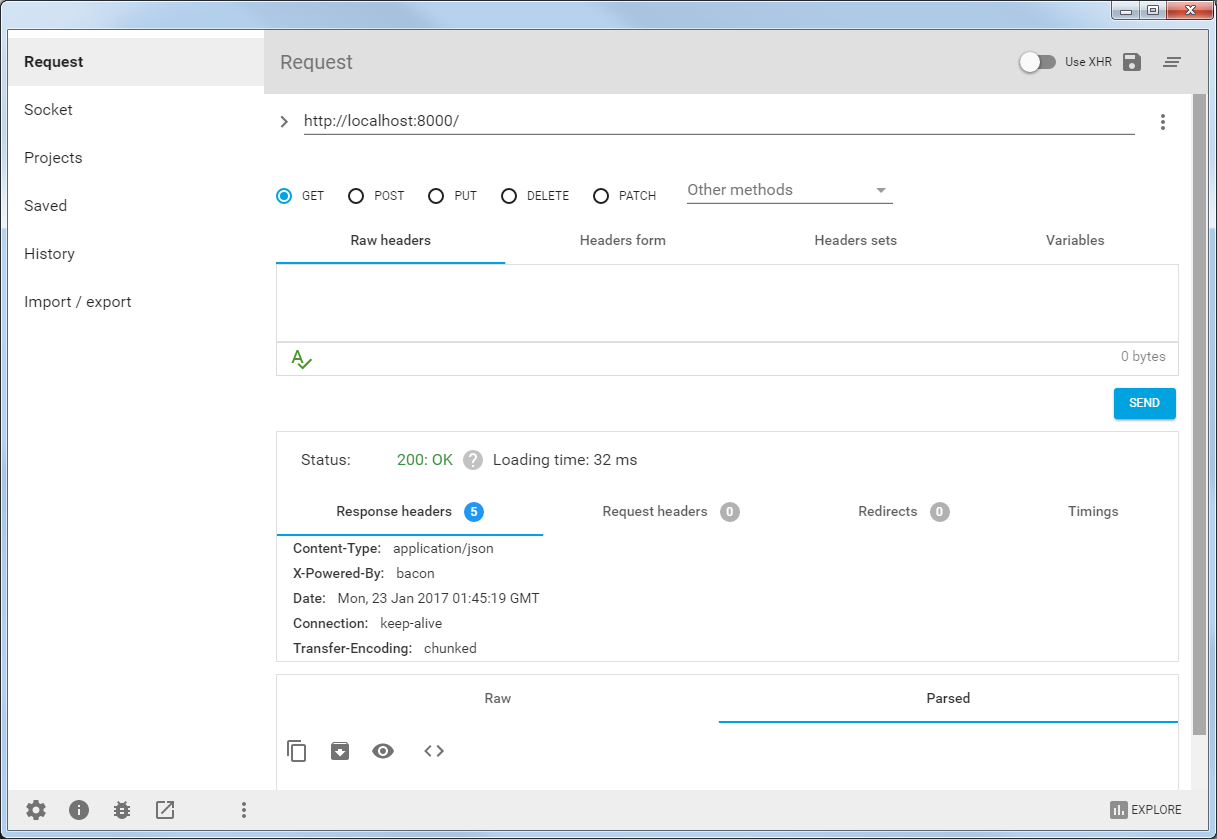 Request
Socket
Projects
Saved
History
Import / export
Request
Use XHR
http://localhost:8000/
GET POST PUT DELETE PATCH Other methods
Raw headers Headers form Headers sets Variables
0 bytes
SEND
Status: 200: OK ? Loading time: 32 ms
Response headers 5 Request headers 0 Redirects 0 Timings
Content-Type: application/json
X-Powered-By: bacon
Date: Mon, 23 Jan 2017 01:45:19 GMT
Connection: keep-alive
Transfer-Encoding: chunked
Raw Parsed
EXPLORE